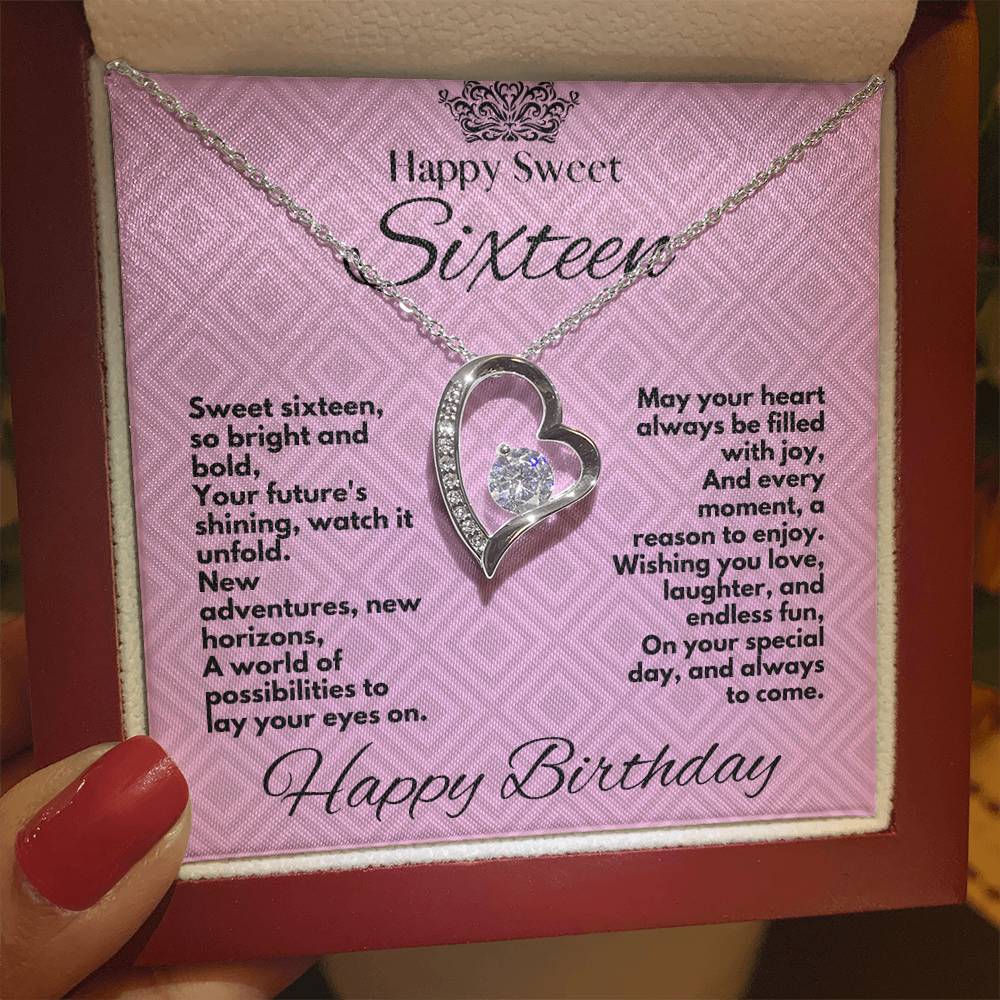 Happy Sweet
Sixteen
Sweet sixteen,
so bright and
bold,
Your future's
shining, watch it
unfold.
New
adventures, new
horizons,
A world of
possibilities to
lay your eyes on.
May your heart
always be filled
with joy,
And every
moment, a
reason to enjoy.
Wishing you love,
laughter, and
endless fun,
On your special
day, and always
to come.
Happy Birthday